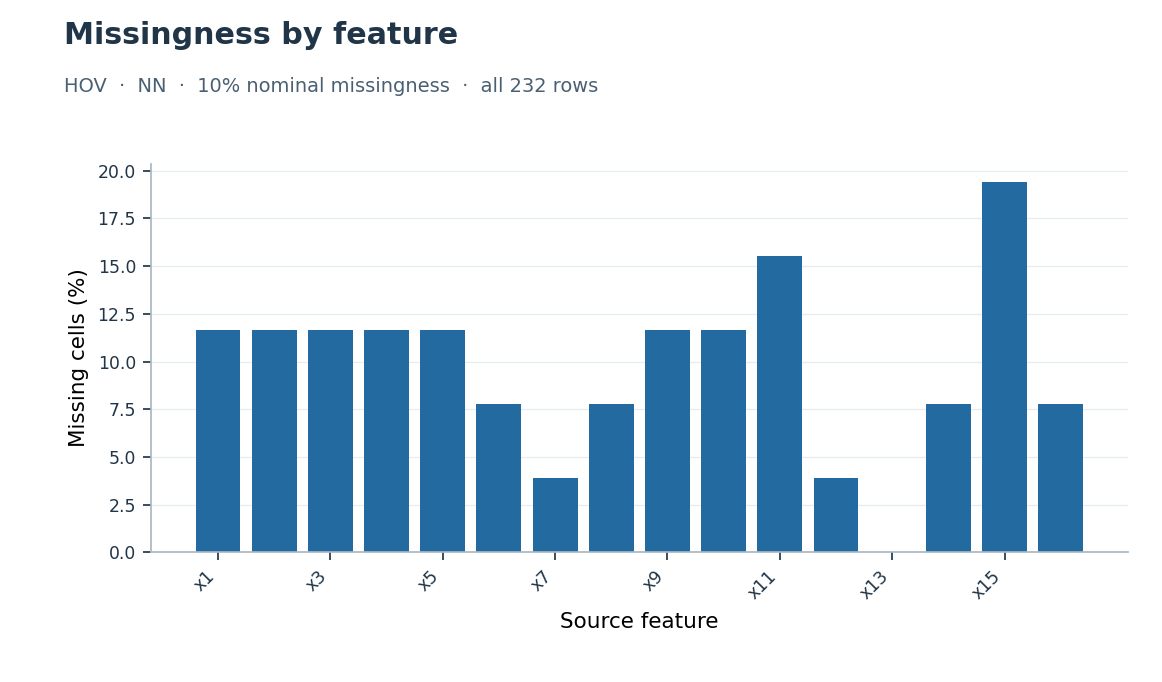 Missingness by feature
HOV · NN · 10% nominal missingness · all 232 rows
Missing cells (%)
20.0
17.5
15.0
12.5
10.0
7.5
5.0
2.5
0.0
x1 x3 x5 x7 x9 x11 x13 x15
Source feature